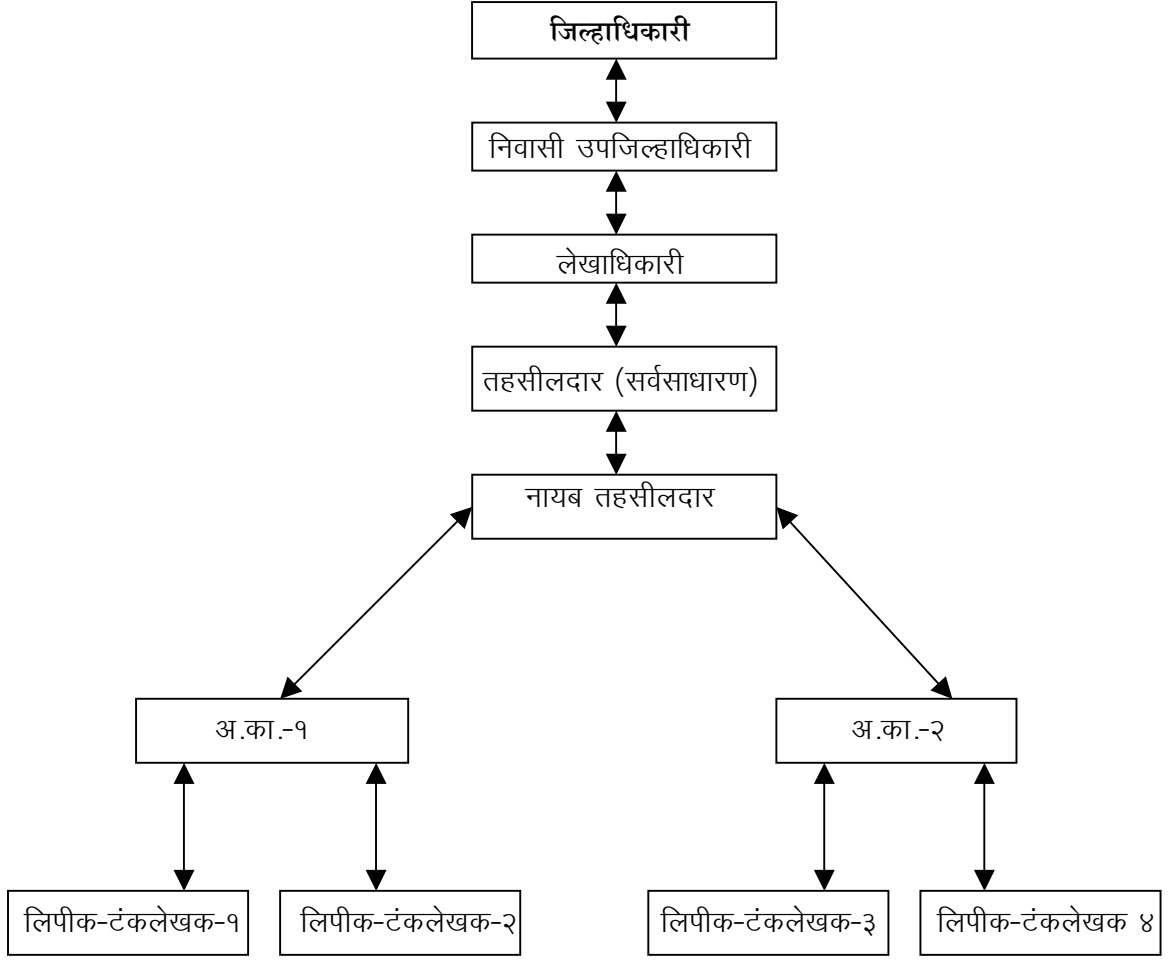 जिल्हाधिकारी
निवासी उपजिल्हाधिकारी
लेखाधिकारी
तहसीलदार (सर्वसाधारण)
नायब तहसीलदार
अ.का.-१
अ.का.-२
लिपीक-टंकलेखक-१
लिपीक-टंकलेखक-२
लिपीक-टंकलेखक-३
लिपीक-टंकलेखक ४